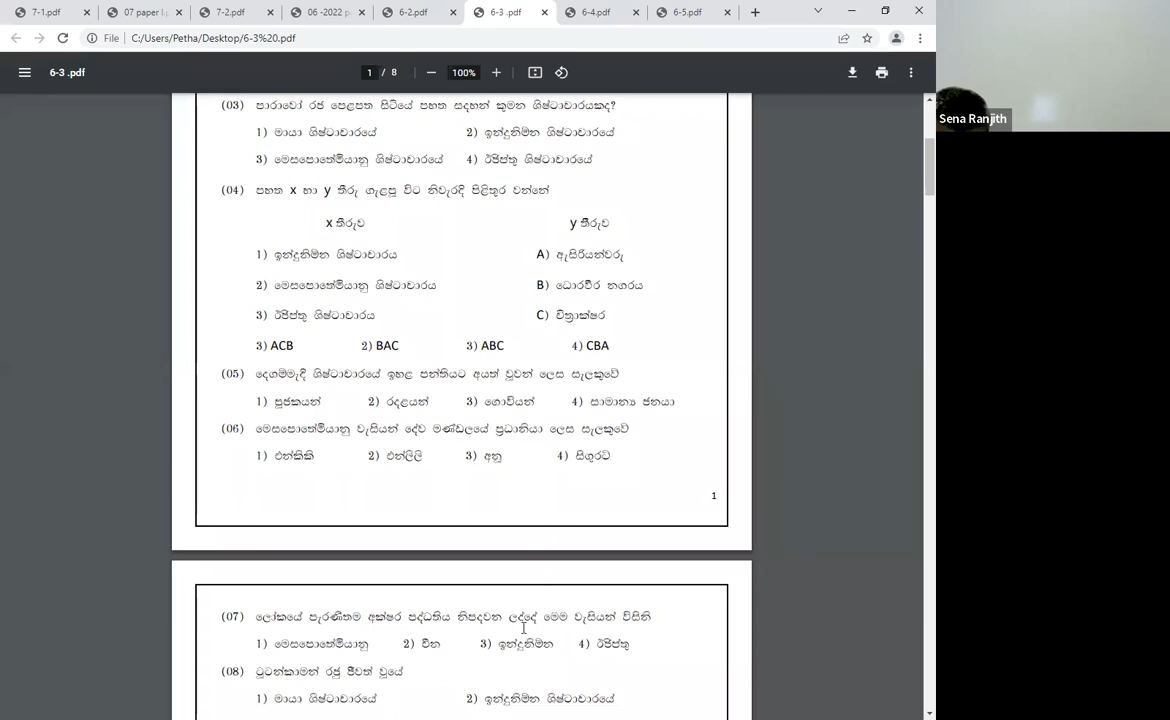 7-1.pdf
07 paper l.p
7-2.pdf
06 -2022 p
6-2.pdf
6-3 .pdf
6-4.pdf
6-5.pdf
File
C:/Users/Petha/Desktop/6-3%20.pdf
6-3 .pdf
1 / 8
100%
Sena Ranjith
(03) පාරාවෝ රජ පෙළපත සිටියේ පහත සදහන් කුමන ශිෂ්ටාචාරයකද?
1) මායා ශිෂ්ටාචාරයේ 2) ඉන්දුනිම්න ශිෂ්ටාචාරයේ
3) මෙසපොතේමියානු ශිෂ්ටාචාරයේ 4) ඊජිප්තු ශිෂ්ටාචාරයේ
(04) පහත x හා y තීරු ගැළපූ විට නිවැරදි පිළිතුර වන්නේ
x තීරුව y තීරුව
1) ඉන්දුනිම්න ශිෂ්ටාචාරය A) ඇසිරියන්වරු
2) මෙසපොතේමියානු ශිෂ්ටාචාරය B) ධොරවීර නගරය
3) ඊජිප්තු ශිෂ්ටාචාරය C) චිත්‍රාක්ෂර
3) ACB 2) BAC 3) ABC 4) CBA
(05) දෙගම්මැදි ශිෂ්ටාචාරයේ ඉහළ පන්තියට අයත් වූවන් ලෙස සැලකුවේ
1) පූජකයන් 2) රදළයන් 3) ගොවියන් 4) සාමාන්‍ය ජනයා
(06) මෙසපොතේමියානු වැසියන් දේව මණ්ඩලයේ ප්‍රධානියා ලෙස සැලකුවේ
1) එන්කිකි 2) එන්ලිලි 3) අනූ 4) සිගුරට්
1
(07) ලෝකයේ පැරණිතම අක්ෂර පද්ධතිය නිපදවන ලද්දේ මෙම වැසියන් විසිනි
1) මෙසපොතේමියානු 2) චීන 3) ඉන්දුනිම්න 4) ඊජිප්තු
(08) ටූටන්කාමන් රජු ජීවත් වූයේ
1) මායා ශිෂ්ටාචාරයේ 2) ඉන්දුනිම්න ශිෂ්ටාචාරයේ